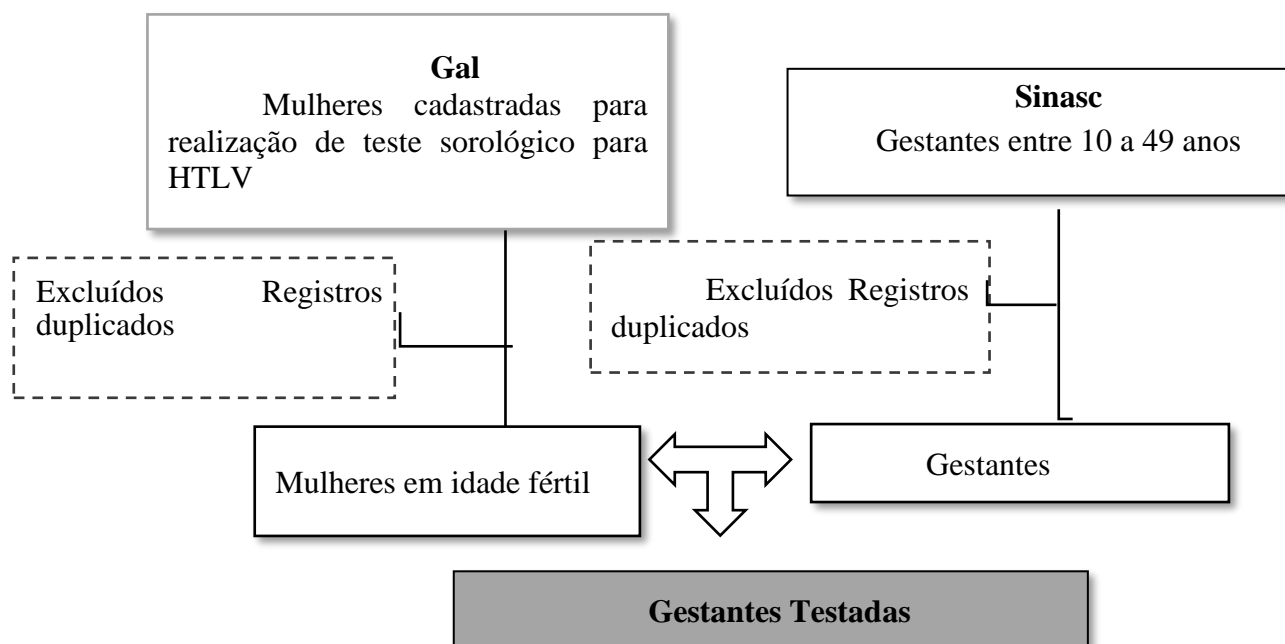 Gal
Mulheres cadastradas para
realização de teste sorológico para
HTLV
Sinasc
Gestantes entre 10 a 49 anos
Excluídos Registros
duplicados
Excluídos Registros
duplicados
Mulheres em idade fértil
Gestantes
Gestantes Testadas